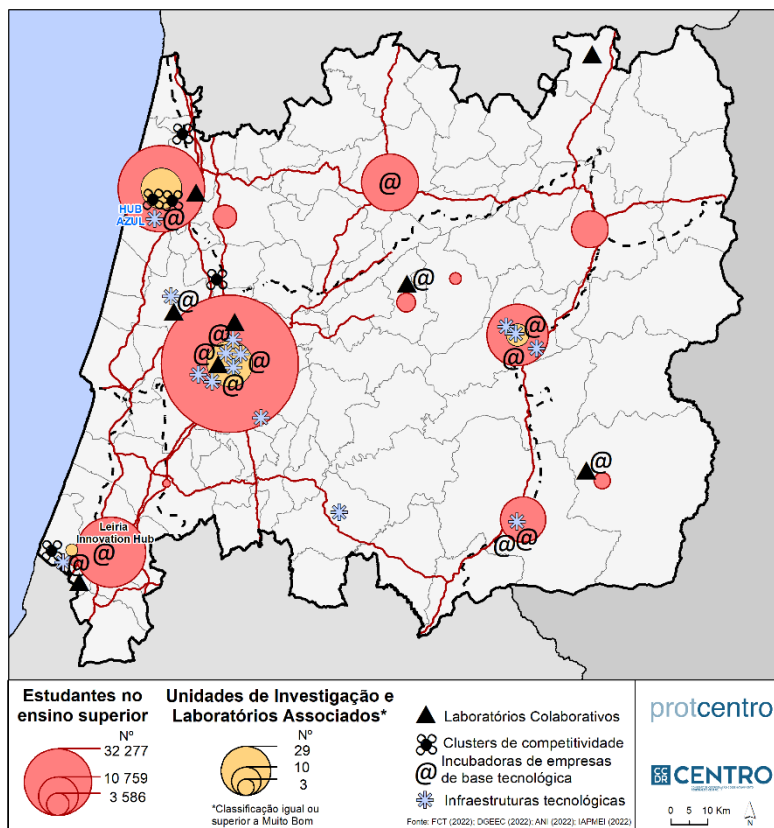 HUB
AZUL
@
@
@
@
@
@
@
@
@
@
@
@
Leiria
Innovation Hub
@
@
@
@
Estudantes no
ensino superior
Nº
32 277
10 759
3 586
Unidades de Investigação e
Laboratórios Associados*
Nº
29
10
3
*Classificação igual ou
superior a Muito Bom
Laboratórios Colaborativos
Clusters de competitividade
@ Incubadoras de empresas
de base tecnológica
Infraestruturas tecnológicas
Fonte: FCT (2022); DGEEC (2022); ANI (2022); IAPMEI (2022)
protcentro
CCDR CENTRO
0 5 10 Km
N